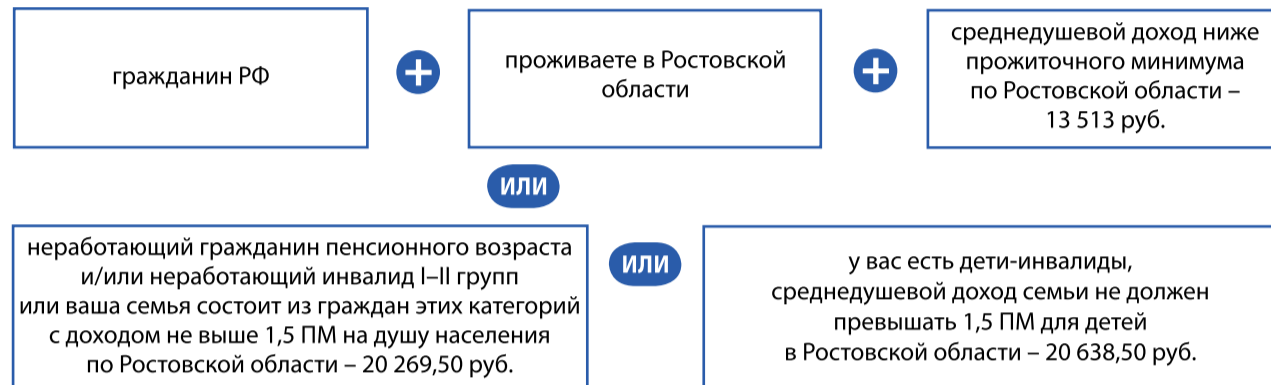 гражданин РФ
+
проживаете в Ростовской
области
+
среднедушевой доход ниже
прожиточного минимума
по Ростовской области –
13 513 руб.
ИЛИ
неработающий гражданин пенсионного возраста
и/или неработающий инвалид I–II групп
или ваша семья состоит из граждан этих категорий
с доходом не выше 1,5 ПМ на душу населения
по Ростовской области – 20 269,50 руб.
ИЛИ
у вас есть дети-инвалиды,
среднедушевой доход семьи не должен
превышать 1,5 ПМ для детей
в Ростовской области – 20 638,50 руб.